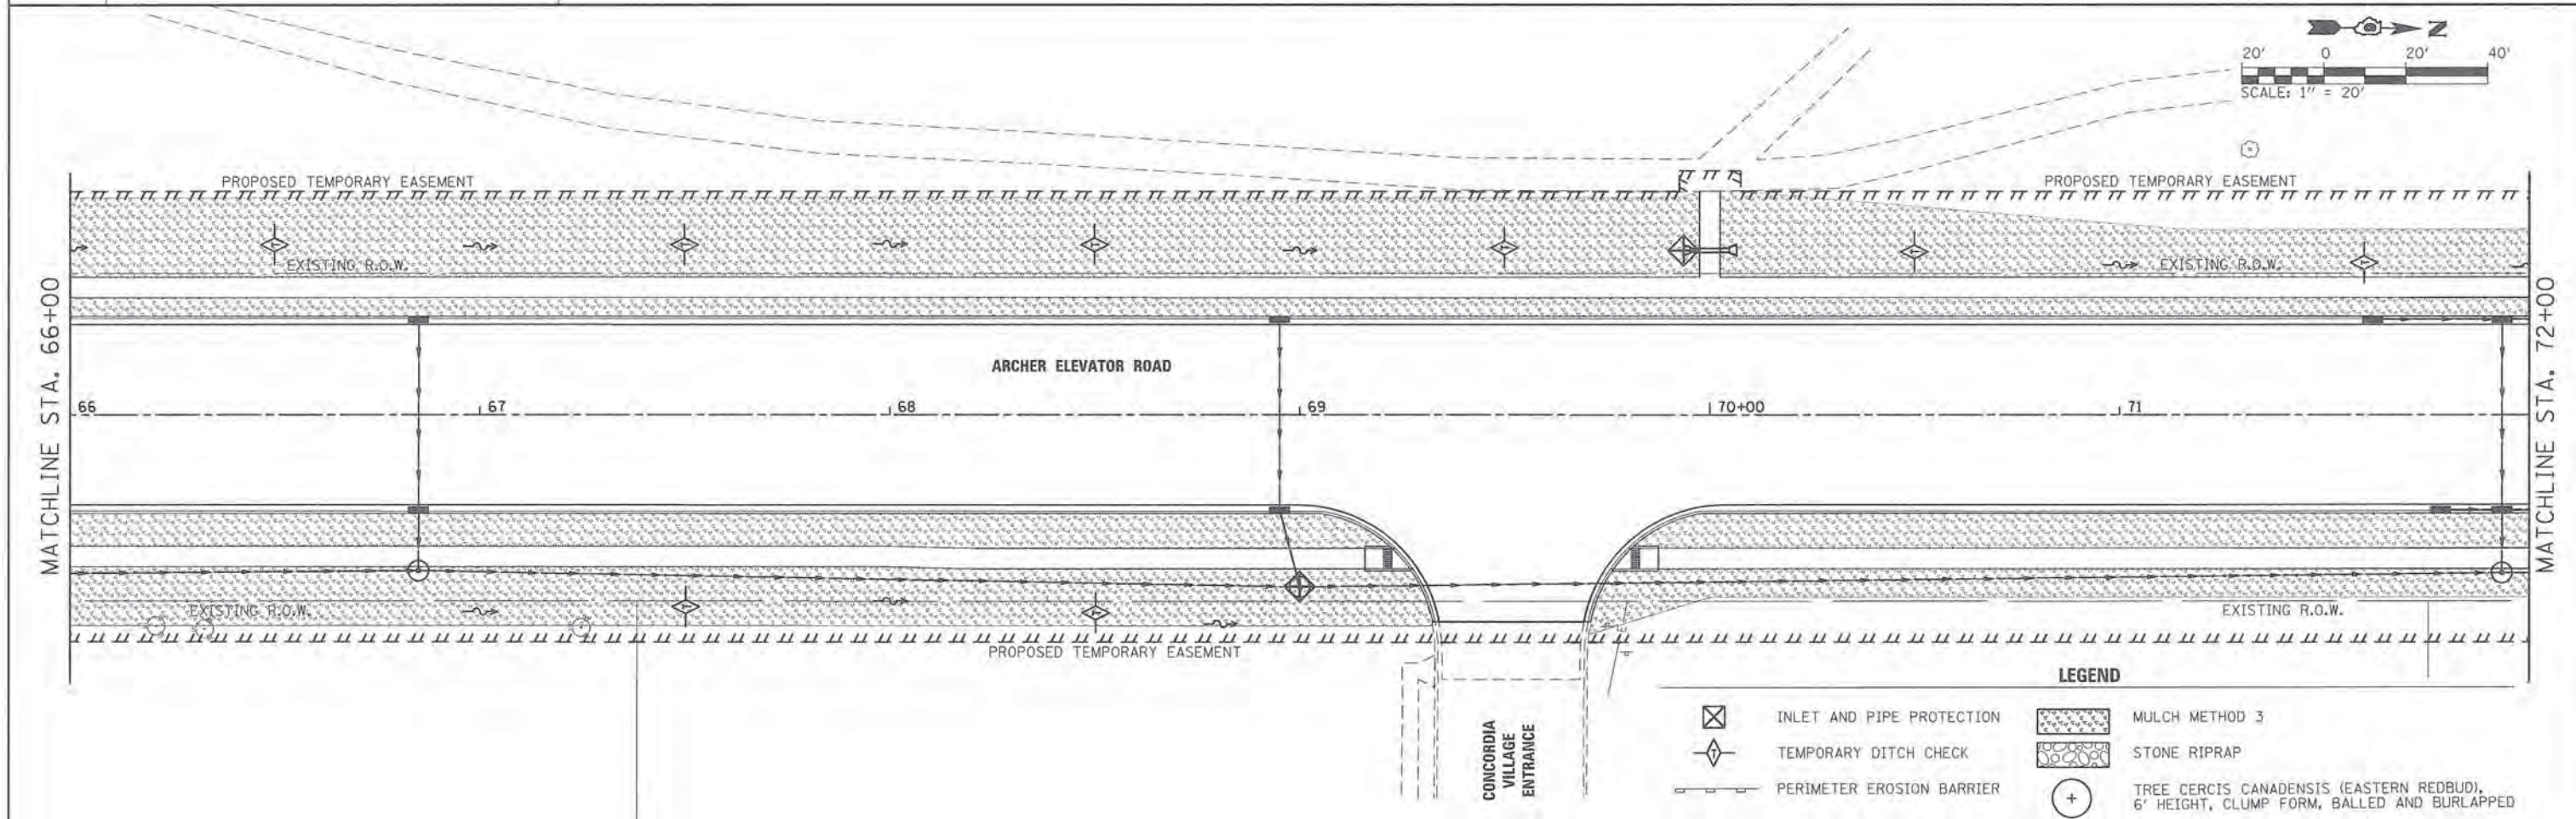 N
20' 0 20' 40'
SCALE: 1" = 20'
PROPOSED TEMPORARY EASEMENT
PROPOSED TEMPORARY EASEMENT
T T T T T T
EXISTING R.O.W.
EXISTING R.O.W.
MATCHLINE STA. 66+00
MATCHLINE STA. 72+00
ARCHER ELEVATOR ROAD
66 67 68 69 70+00 71
EXISTING R.O.W.
T T
EXISTING R.O.W.
PROPOSED TEMPORARY EASEMENT
CONCORDIA
VILLAGE
ENTRANCE
LEGEND
INLET AND PIPE PROTECTION
T TEMPORARY DITCH CHECK
PERIMETER EROSION BARRIER
MULCH METHOD 3
STONE RIPRAP
TREE CERCIS CANADENSIS (EASTERN REDBUD),
6' HEIGHT, CLUMP FORM, BALLED AND BURLAPPED